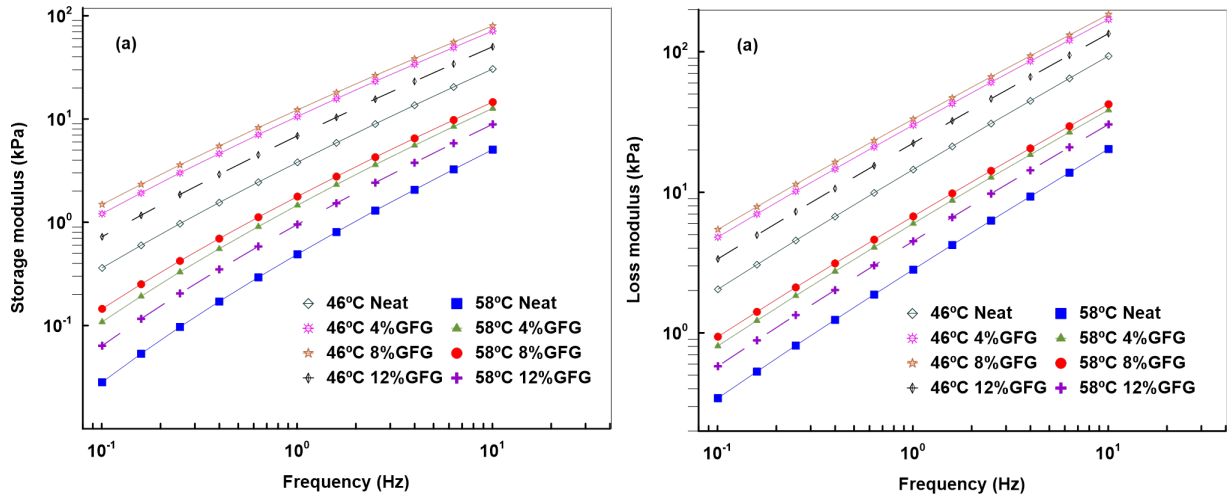 (a)
Storage modulus (kPa)
10²
10¹
10⁰
10⁻¹
46ºC Neat
58ºC Neat
46ºC 4%GFG
58ºC 4%GFG
46ºC 8%GFG
58ºC 8%GFG
46ºC 12%GFG
58ºC 12%GFG
10⁻¹
10⁰
10¹
Frequency (Hz)
(a)
Loss modulus (kPa)
10²
10¹
10⁰
46ºC Neat
58ºC Neat
46ºC 4%GFG
58ºC 4%GFG
46ºC 8%GFG
58ºC 8%GFG
46ºC 12%GFG
58ºC 12%GFG
10⁻¹
10⁰
10¹
Frequency (Hz)